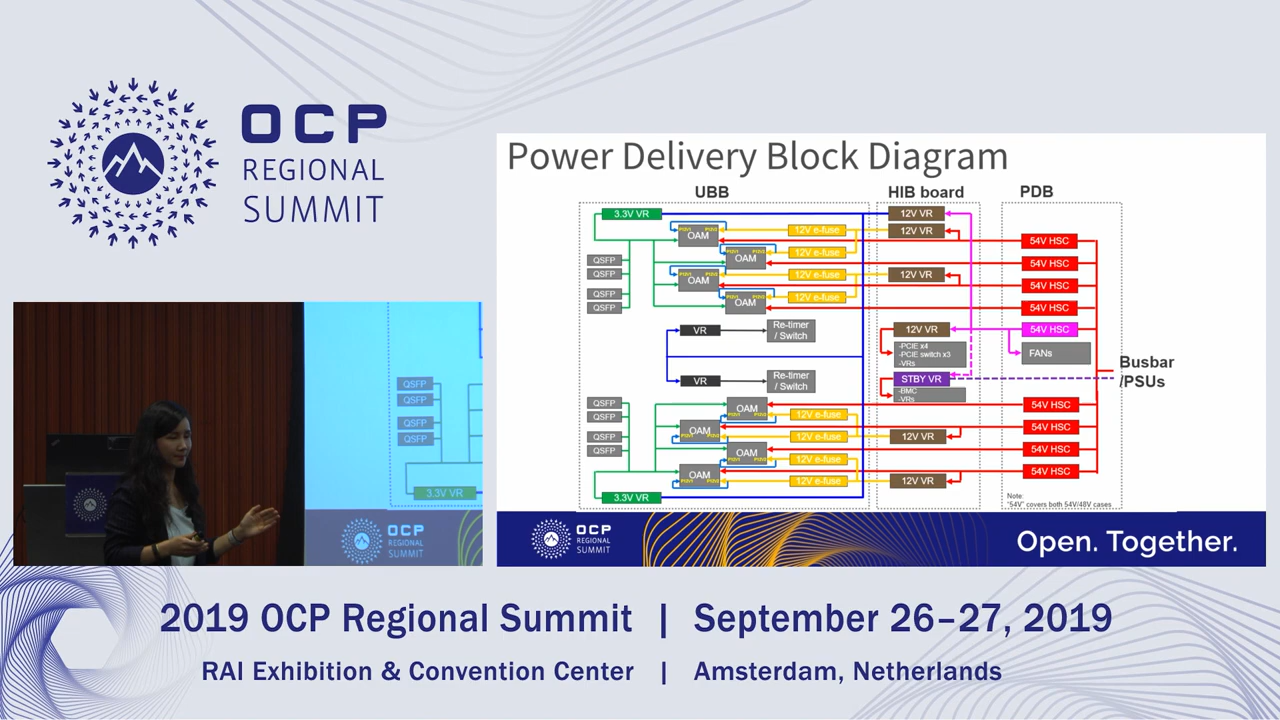 OCP
REGIONAL
SUMMIT
Power Delivery Block Diagram
UBB
HIB board
PDB
3.3V VR
OAM
OAM
OAM
OAM
12V e-fuse
12V e-fuse
12V e-fuse
12V e-fuse
QSFP
QSFP
QSFP
QSFP
VR
Re-timer
/ Switch
VR
Re-timer
/ Switch
QSFP
QSFP
QSFP
QSFP
OAM
OAM
OAM
OAM
12V e-fuse
12V e-fuse
12V e-fuse
12V e-fuse
3.3V VR
12V VR
12V VR
12V VR
12V VR
-PCIE x4
-PCIE switch x3
-VRs
STBY VR
-BMC
-VRs
12V VR
12V VR
54V HSC
54V HSC
54V HSC
54V HSC
54V HSC
FANs
54V HSC
54V HSC
54V HSC
54V HSC
Busbar
/PSUs
Note:
"54V" covers both 54V/48V cases
OCP
REGIONAL
SUMMIT
Open. Together.
QSFP
QSFP
QSFP
QSFP
3.3V VR
OCP
REGIONAL
SUMMIT
2019 OCP Regional Summit | September 26–27, 2019
RAI Exhibition & Convention Center | Amsterdam, Netherlands